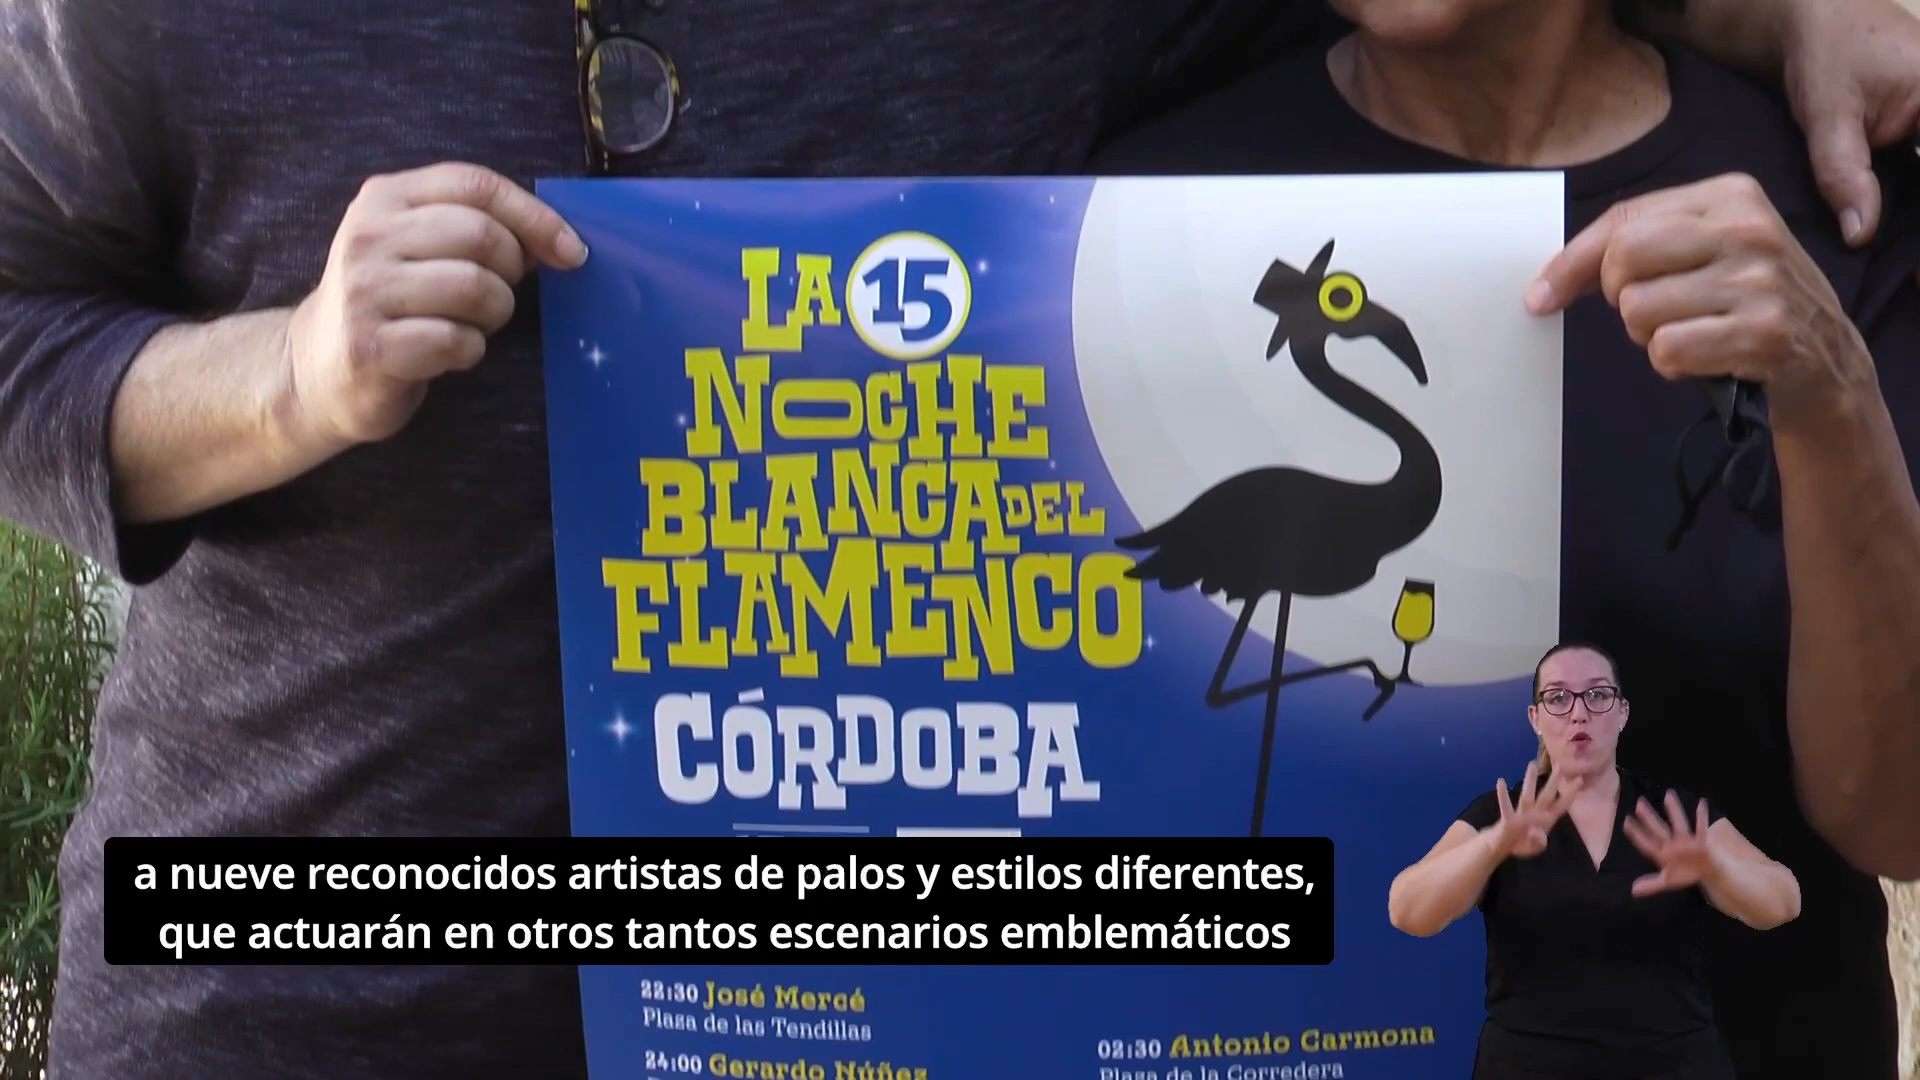 LA 15
NOCHE
BLANCA DEL
FLAMENCO
CÓRDOBA
a nueve reconocidos artistas de palos y estilos diferentes,
que actuarán en otros tantos escenarios emblemáticos
22:30 José Mercé
Plaza de las Tendillas
24:00 Gerardo Núñez
02:30 Antonio Carmona
Plaza de la Corredera